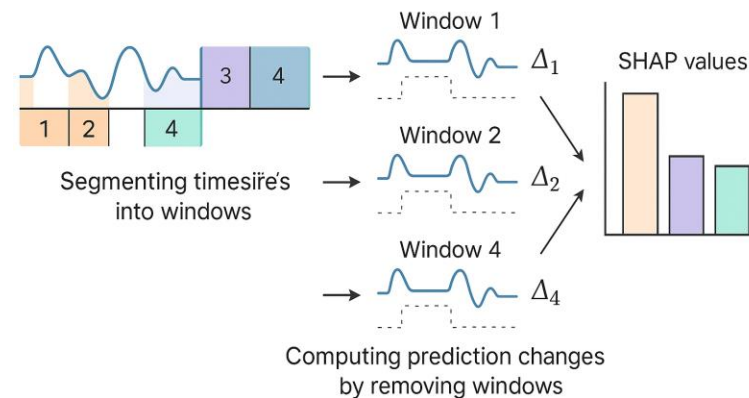 1
2
4
3
4
Segmenting timesire's
into windows
Window 1
Δ1
Window 2
Δ2
Window 4
Δ4
Computing prediction changes
by removing windows
SHAP values